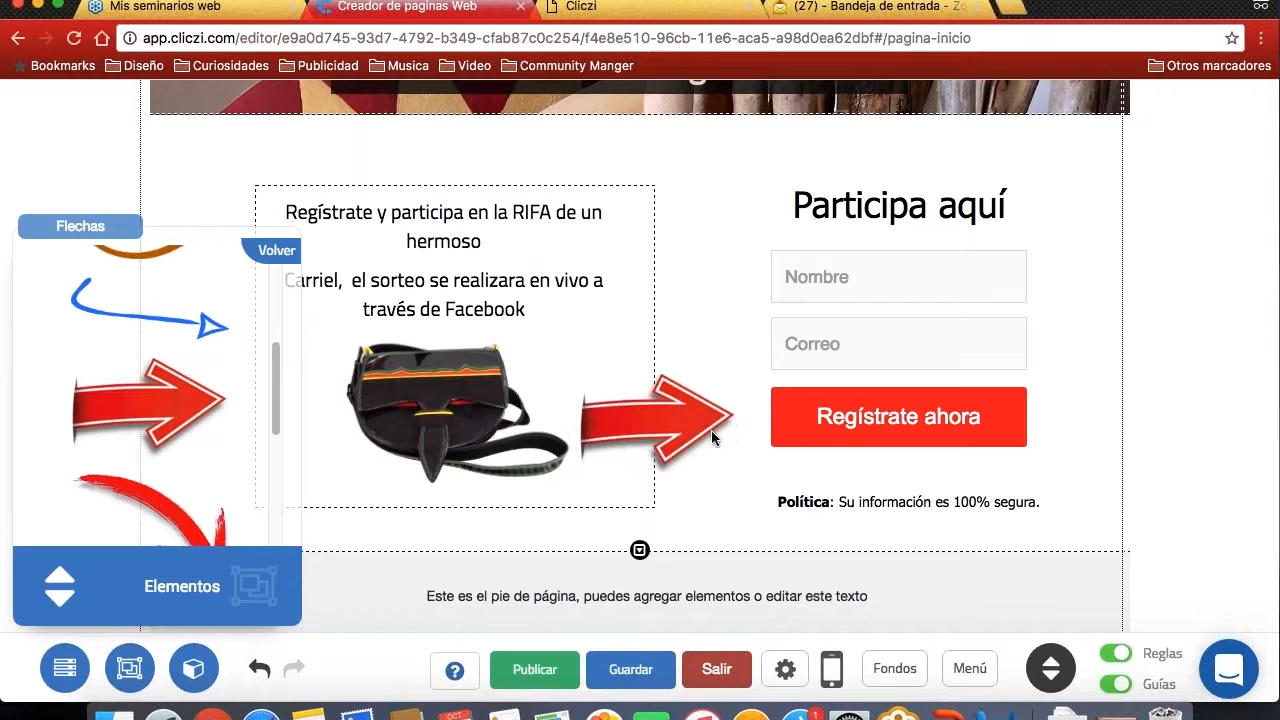 Mis seminarios web
Creador de paginas Web
Cliczi
(27) - Bandeja de entrada - Zo
app.cliczi.com/editor/e9a0d745-93d7-4792-b349-cfab87c0c254/f4e8e510-96cb-11e6-aca5-a98d0ea62dbf#/pagina-inicio
Bookmarks
Diseño
Curiosidades
Publicidad
Musica
Video
Community Manger
Otros marcadores
Regístrate y participa en la RIFA de un
hermoso
Carriel, el sorteo se realizara en vivo a
través de Facebook
Participa aquí
Nombre
Correo
Regístrate ahora
Política: Su información es 100% segura.
Flechas
Volver
Elementos
Este es el pie de página, puedes agregar elementos o editar este texto
?
Publicar
Guardar
Salir
Fondos
Menú
Reglas
Guías
OCT
1